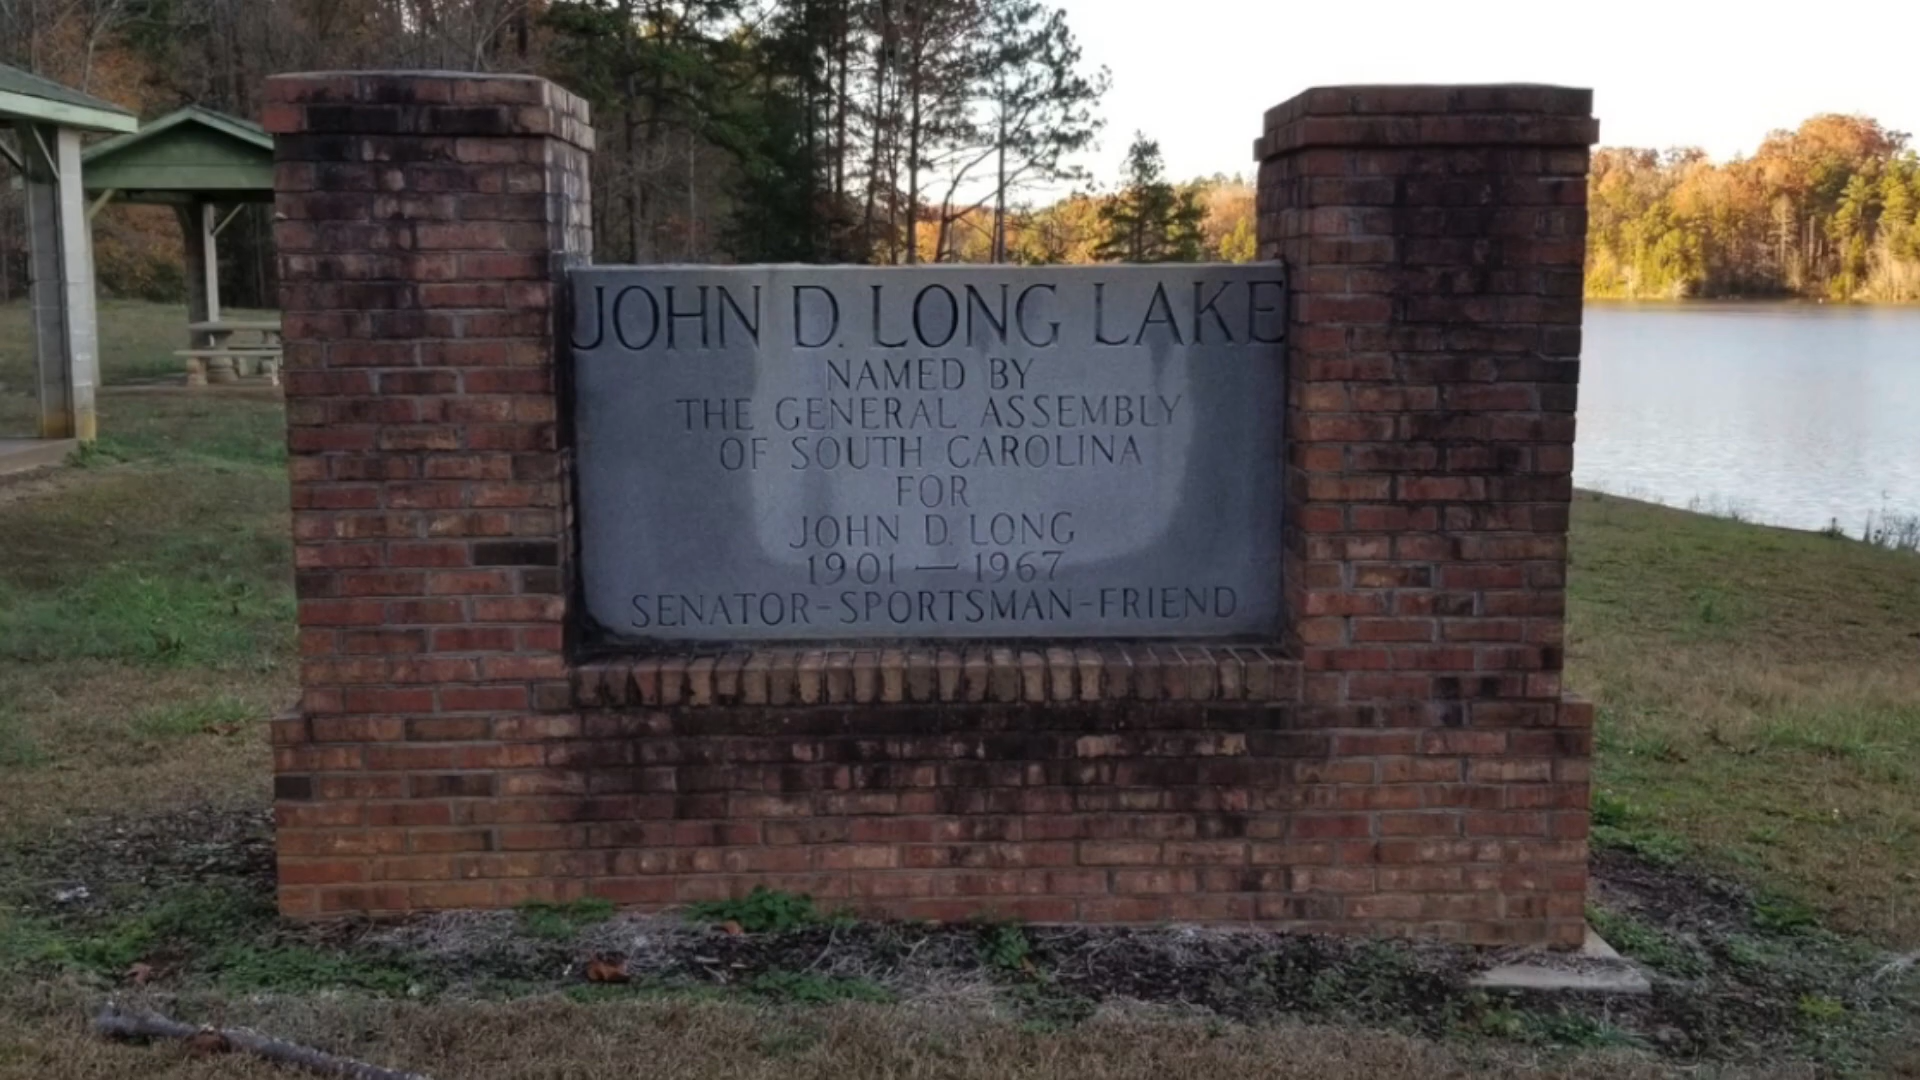 JOHN D. LONG LAKE
NAMED BY
THE GENERAL ASSEMBLY
OF SOUTH CAROLINA
FOR
JOHN D. LONG
1901 — 1967
SENATOR-SPORTSMAN-FRIEND